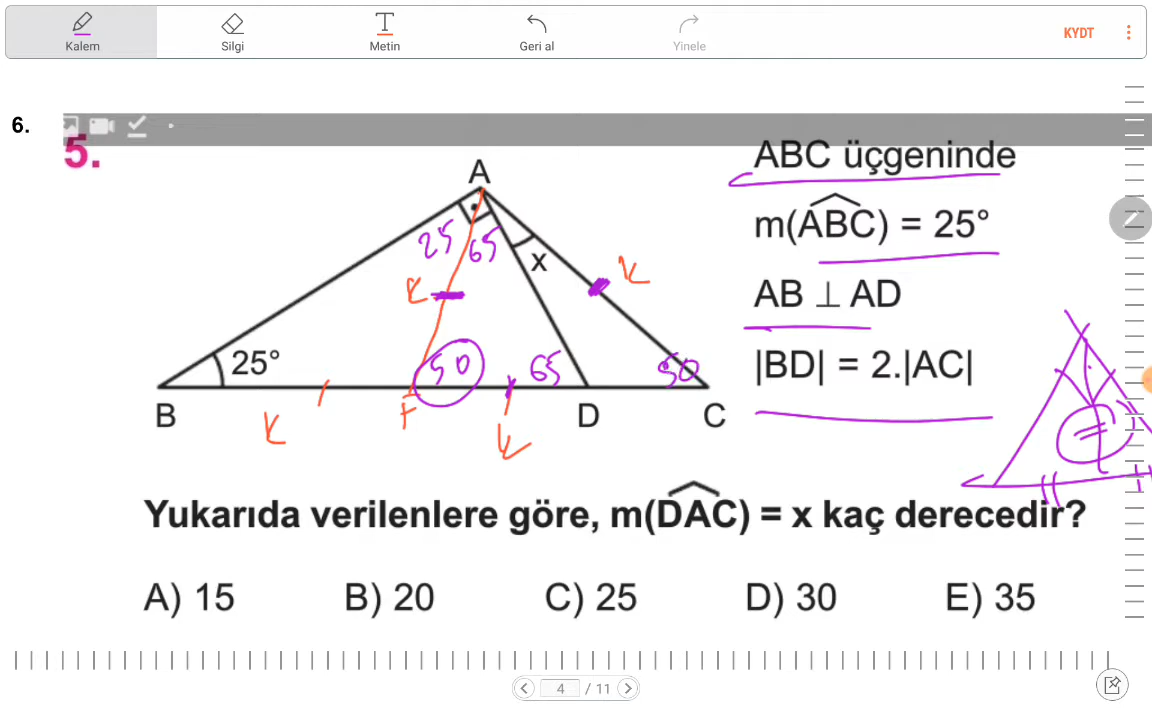 Kalem Silgi Metin Geri al Yinele KYDT
6.
5.
A
25 65
x
K K
25° 50 65 50
B F D C
K K
ABC üçgeninde
m(ABC) = 25°
AB ⊥ AD
|BD| = 2.|AC|
Yukarıda verilenlere göre, m(DAC) = x kaç derecedir?
A) 15 B) 20 C) 25 D) 30 E) 35
4 / 11